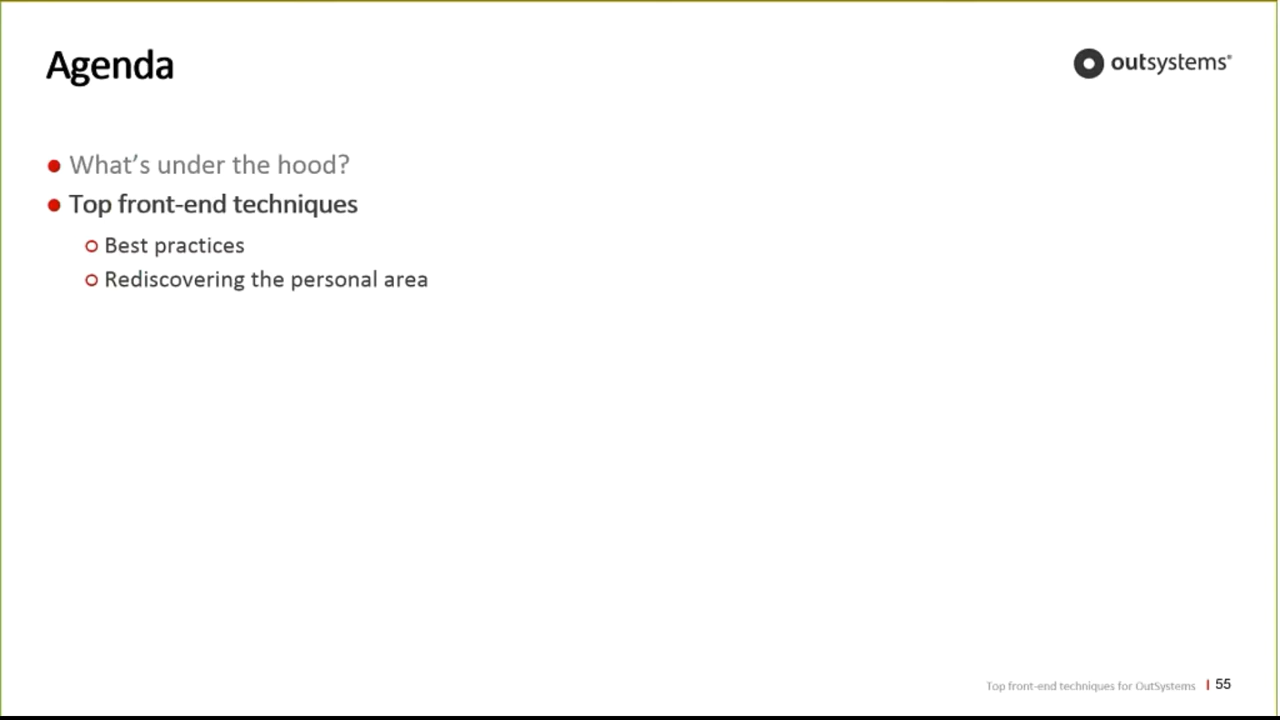 Agenda
outsystems®
What's under the hood?
Top front-end techniques
Best practices
Rediscovering the personal area
Top front-end techniques for OutSystems | 55